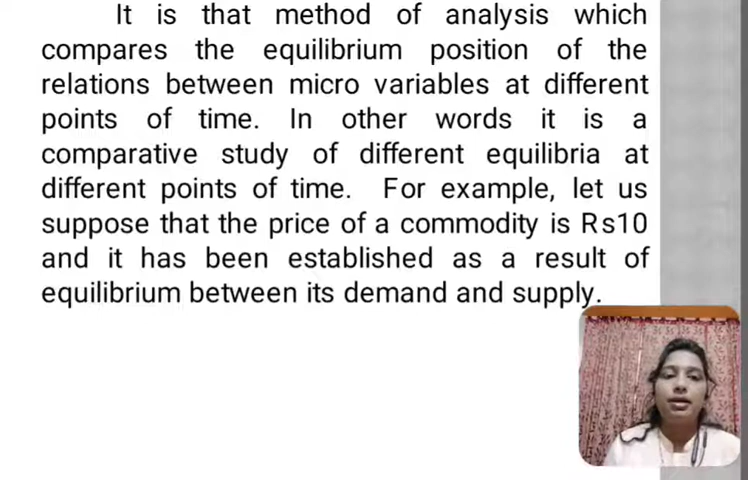 It is that method of analysis which
compares the equilibrium position of the
relations between micro variables at different
points of time. In other words it is a
comparative study of different equilibria at
different points of time. For example, let us
suppose that the price of a commodity is Rs10
and it has been established as a result of
equilibrium between its demand and supply.